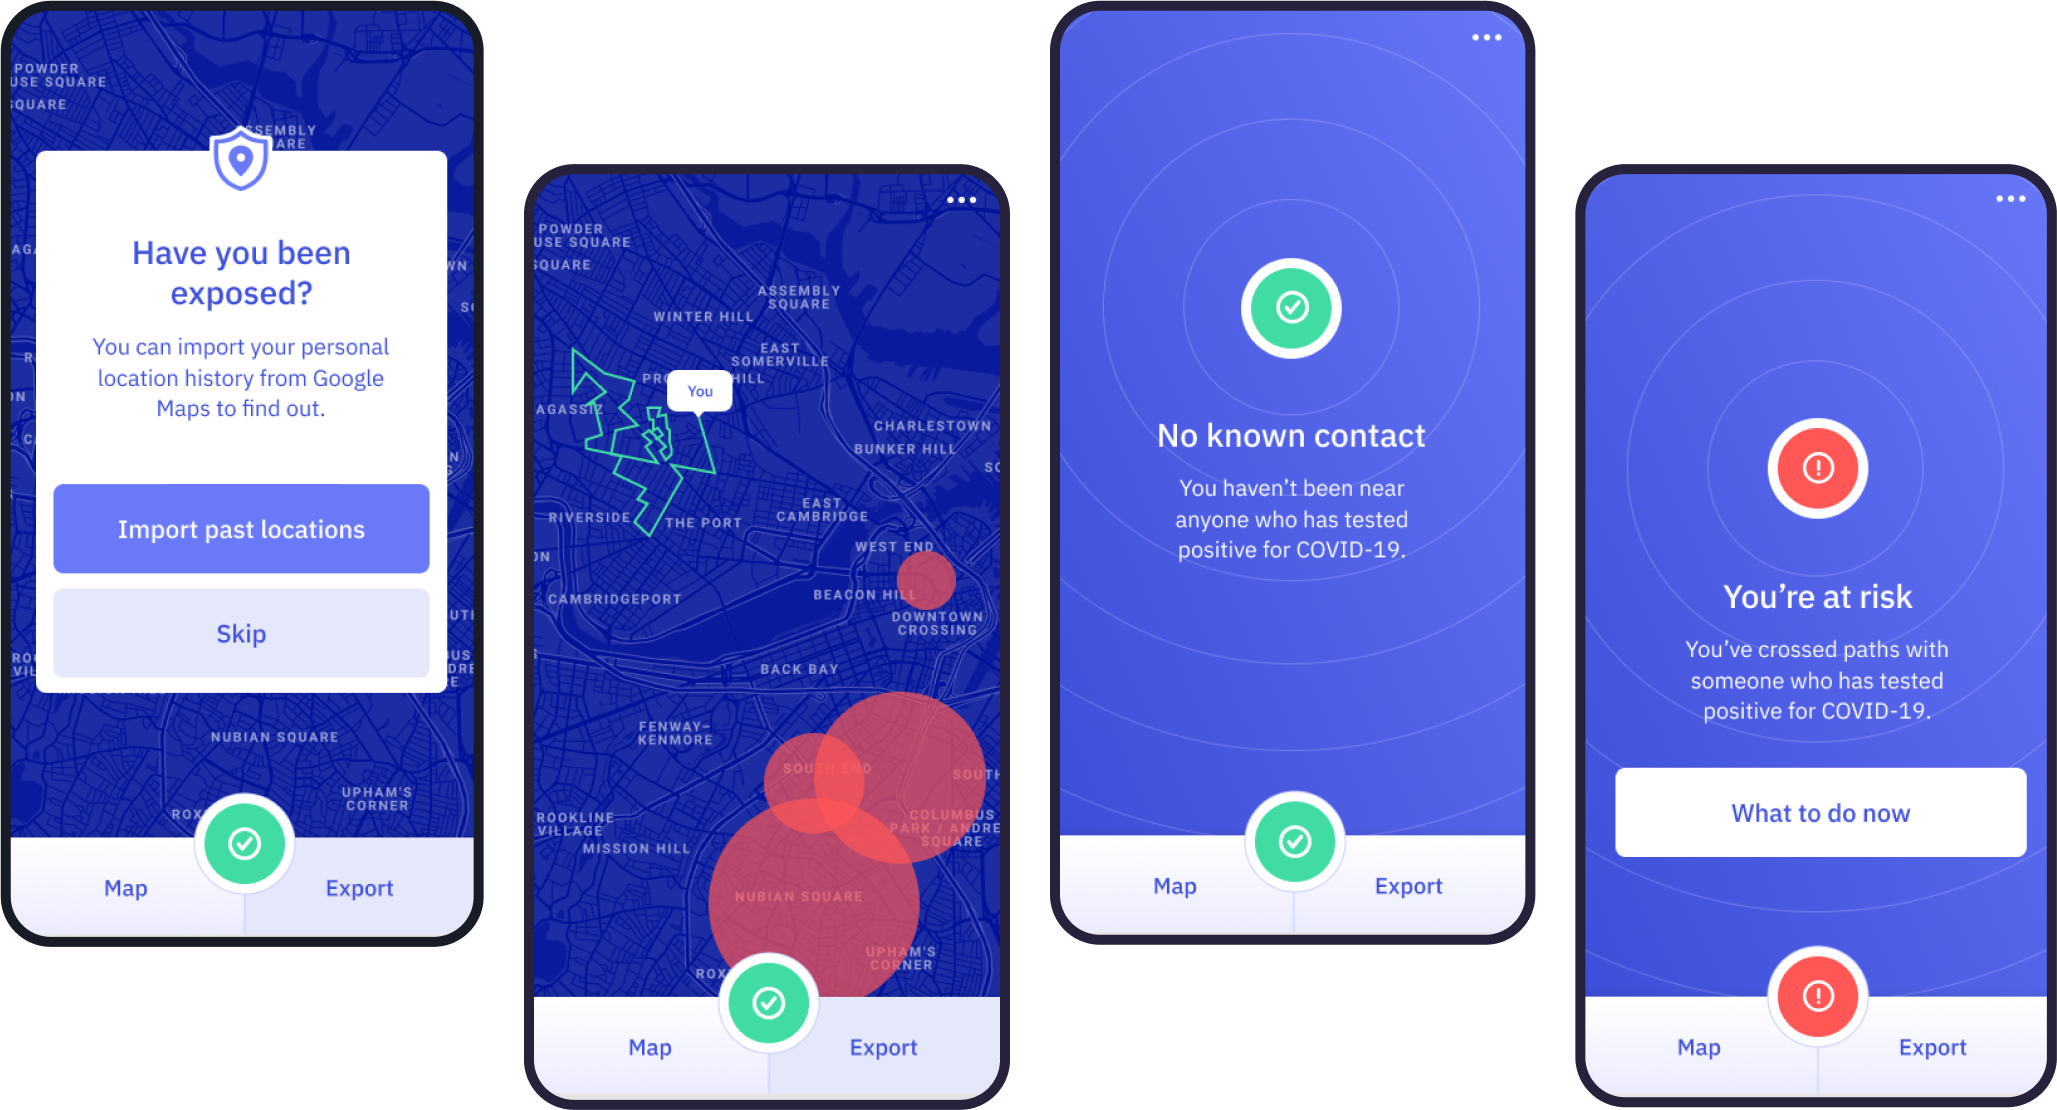 POWDER
USE SQUARE
SQUARE
ASSEMBLY
ARE
Have you been
exposed?
You can import your personal
location history from Google
Maps to find out.
Import past locations
Skip
NUBIAN SQUARE
UPHAM'S
CORNER
ROX
Map
Export
POWDER
USE SQUARE
SQUARE
ASSEMBLY
SQUARE
WINTER HILL
EAST
SOMERVILLE
HILL
You
AGASSIZ
CHARLESTOWN
BUNKER HILL
EAST
CAMBRIDGE
RIVERSIDE
THE PORT
WEST END
CAMBRIDGEPORT
BEACON HILL
DOWNTOWN
CROSSING
BACK BAY
FENWAY–
KENMORE
SOUTH END
SOUTH
ROOKLINE
VILLAGE
COLUMBUS
PARK / ANDRE
SQUARE
MISSION HILL
NUBIAN SQUARE
UPHAM'S
CORNER
ROX
Map
Export
No known contact
You haven’t been near
anyone who has tested
positive for COVID-19.
Map
Export
You’re at risk
You’ve crossed paths with
someone who has tested
positive for COVID-19.
What to do now
Map
Export